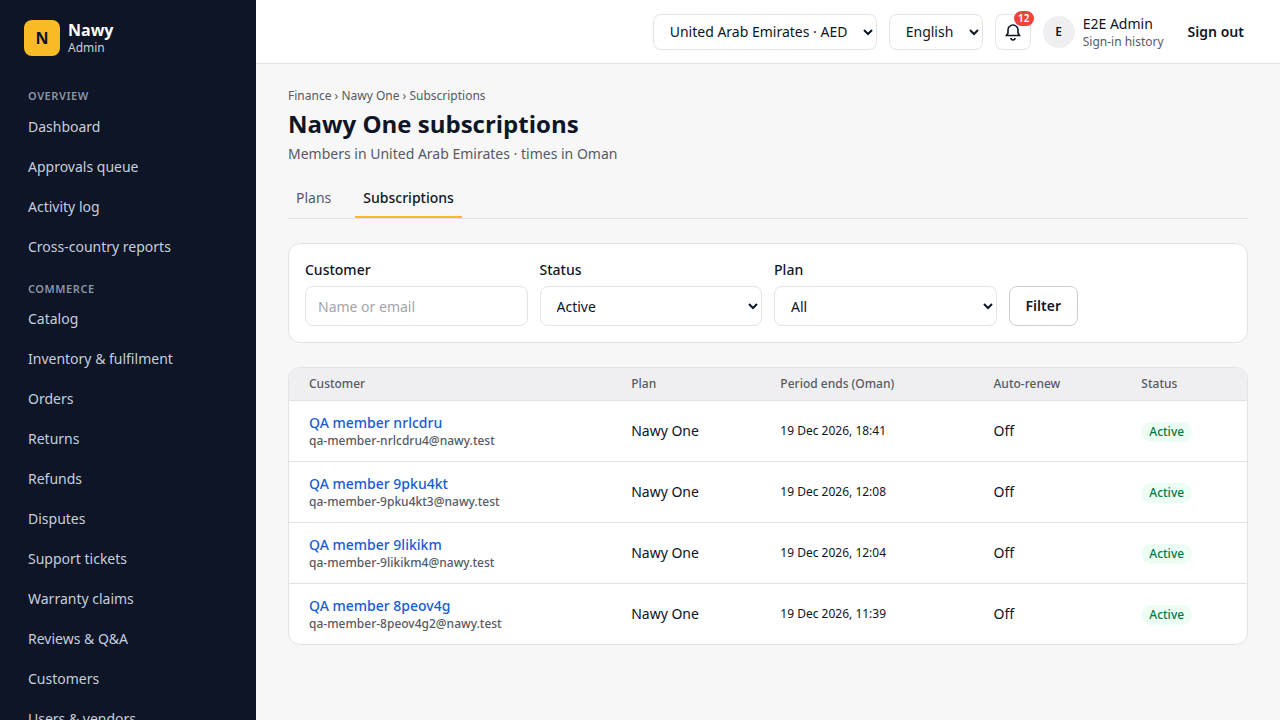 N
Nawy
Admin
OVERVIEW
Dashboard
Approvals queue
Activity log
Cross-country reports
COMMERCE
Catalog
Inventory & fulfilment
Orders
Returns
Refunds
Disputes
Support tickets
Warranty claims
Reviews & Q&A
Customers
Users & vendors
United Arab Emirates · AED
English
12
E
E2E Admin
Sign-in history
Sign out
Finance › Nawy One › Subscriptions
Nawy One subscriptions
Members in United Arab Emirates · times in Oman
Plans Subscriptions
Customer Status Plan
Name or email Active All Filter
Customer Plan Period ends (Oman) Auto-renew Status
QA member nrlcdru
qa-member-nrlcdru4@nawy.test
Nawy One 19 Dec 2026, 18:41 Off Active
QA member 9pku4kt
qa-member-9pku4kt3@nawy.test
Nawy One 19 Dec 2026, 12:08 Off Active
QA member 9likikm
qa-member-9likikm4@nawy.test
Nawy One 19 Dec 2026, 12:04 Off Active
QA member 8peov4g
qa-member-8peov4g2@nawy.test
Nawy One 19 Dec 2026, 11:39 Off Active